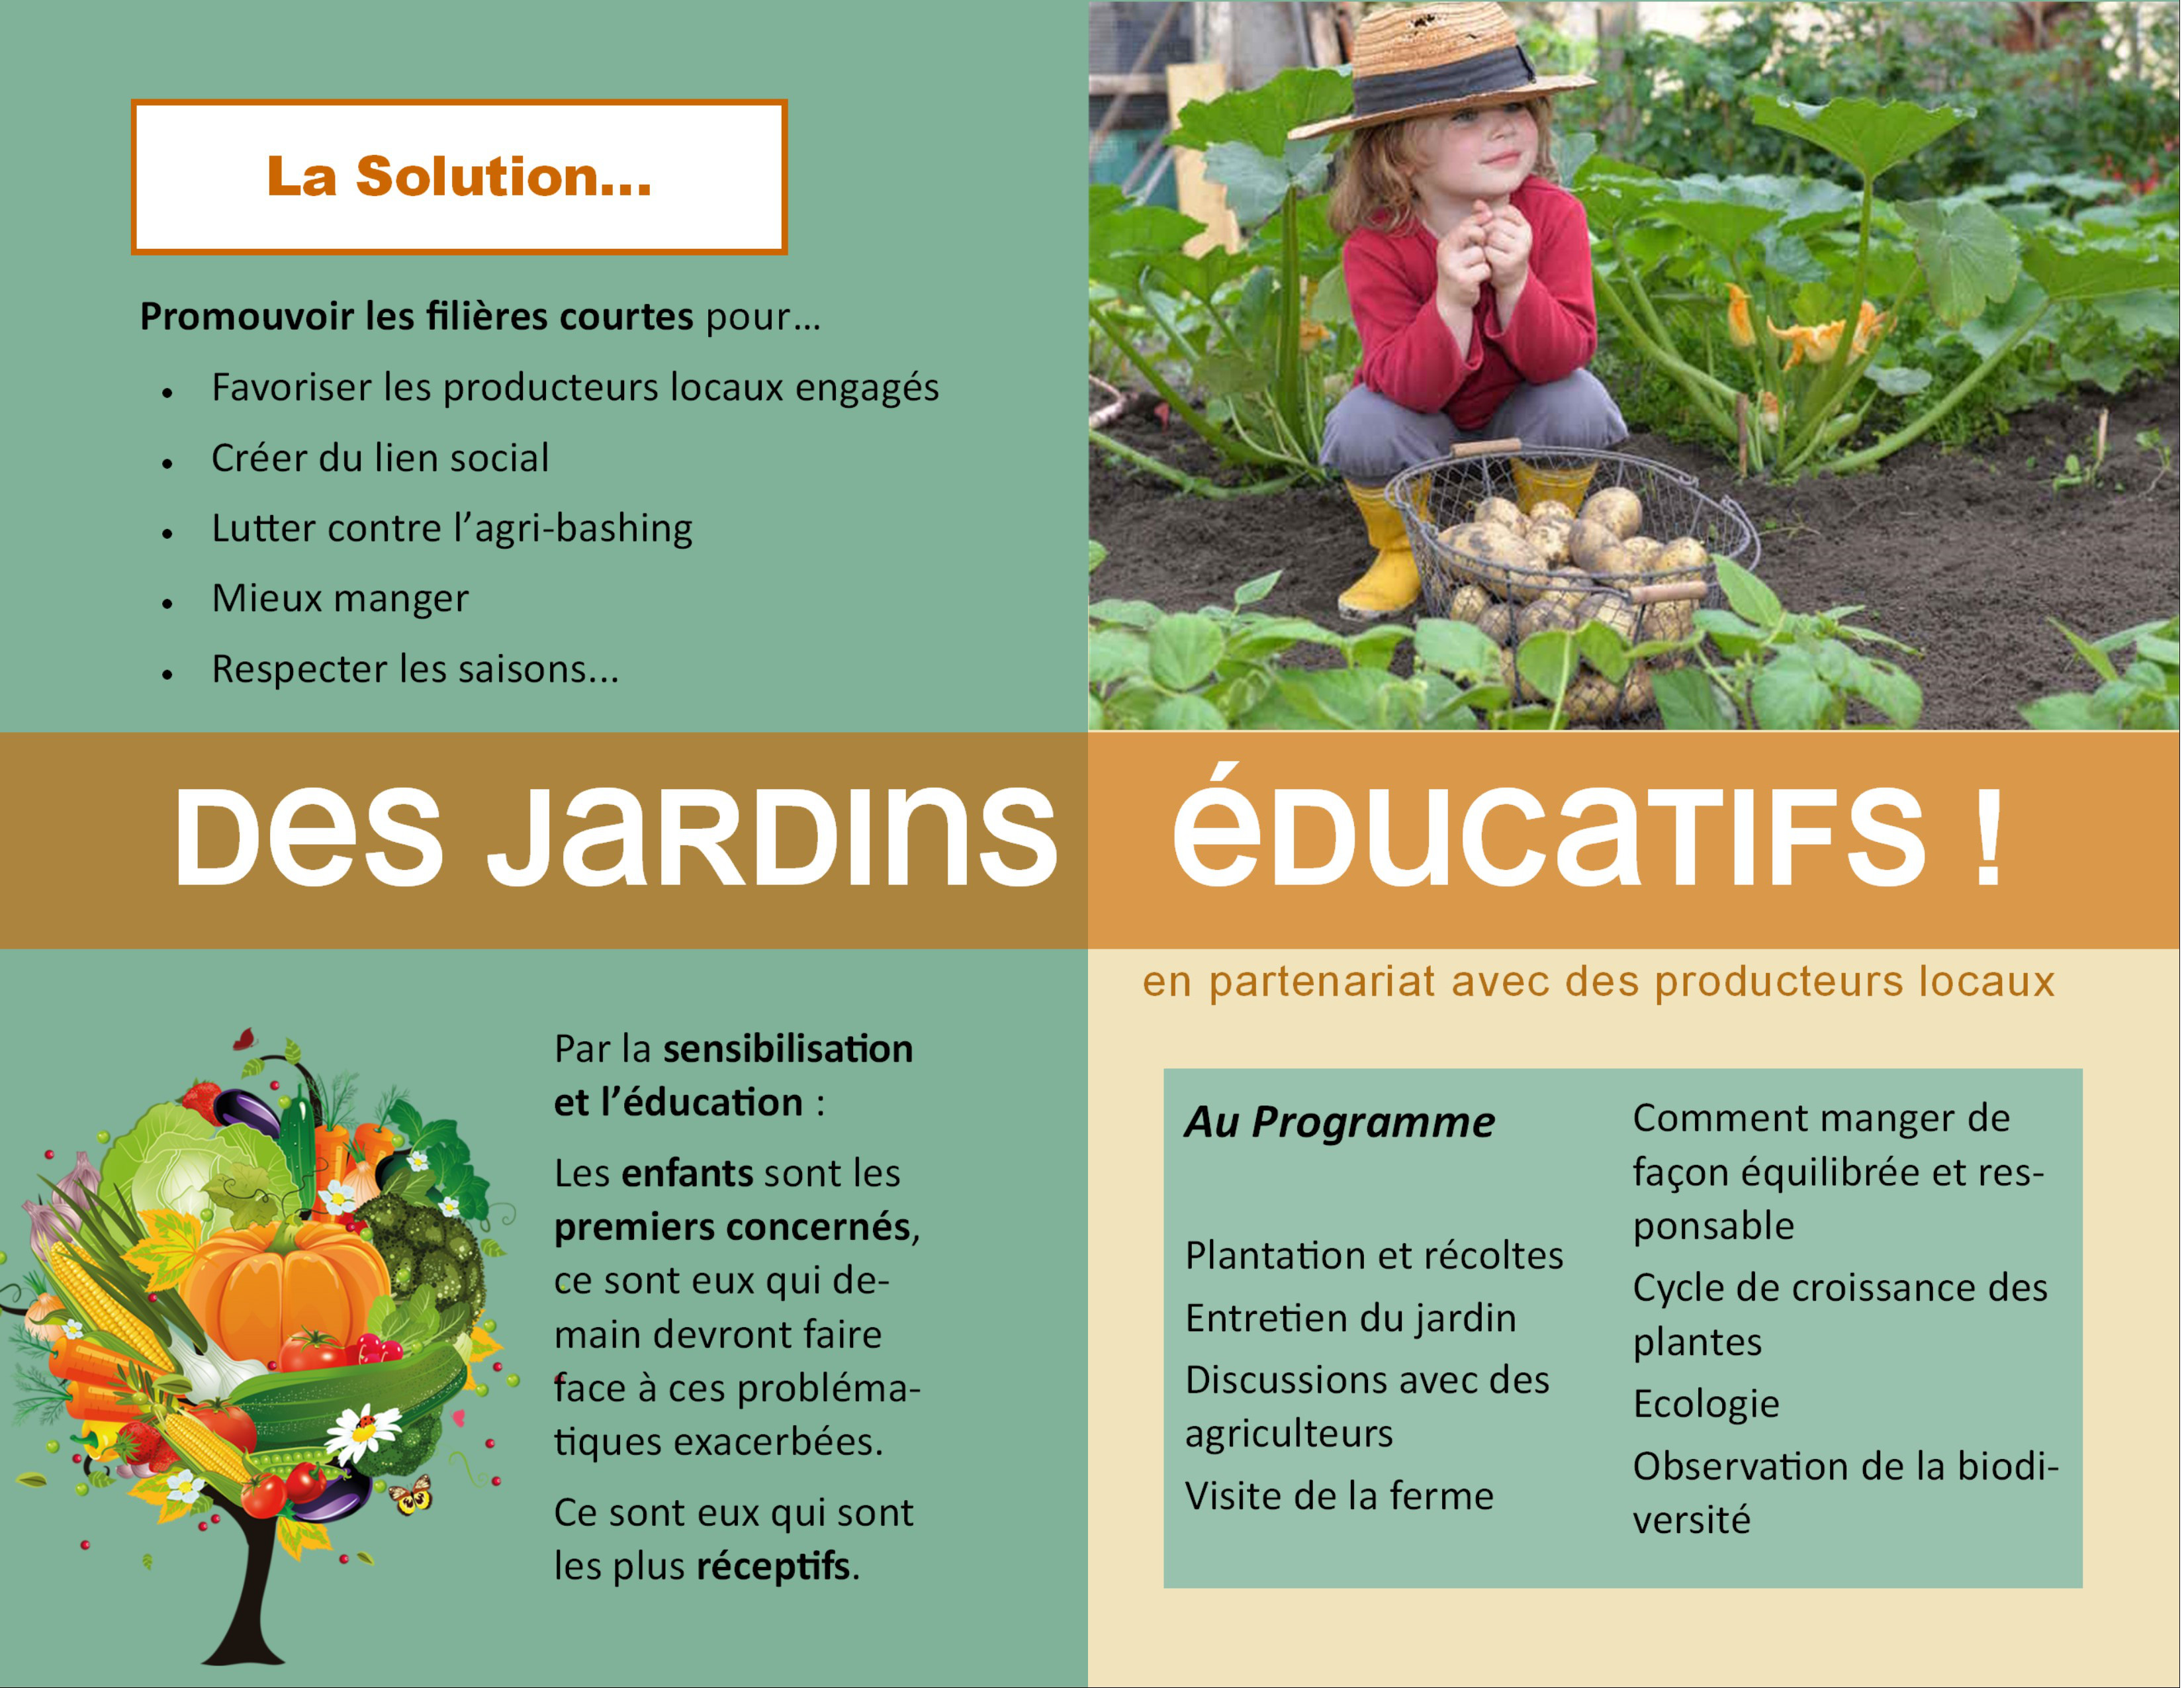 La Solution...
Promouvoir les filières courtes pour...
• Favoriser les producteurs locaux engagés
• Créer du lien social
• Lutter contre l'agri-bashing
• Mieux manger
• Respecter les saisons...
Des jardins éducatifs !
en partenariat avec des producteurs locaux
Par la sensibilisation
et l'éducation :
Les enfants sont les
premiers concernés,
ce sont eux qui de-
main devront faire
face à ces probléma-
tiques exacerbées.
Ce sont eux qui sont
les plus réceptifs.
Au Programme
Plantation et récoltes
Entretien du jardin
Discussions avec des
agriculteurs
Visite de la ferme
Comment manger de
façon équilibrée et res-
ponsable
Cycle de croissance des
plantes
Ecologie
Observation de la biodi-
versité